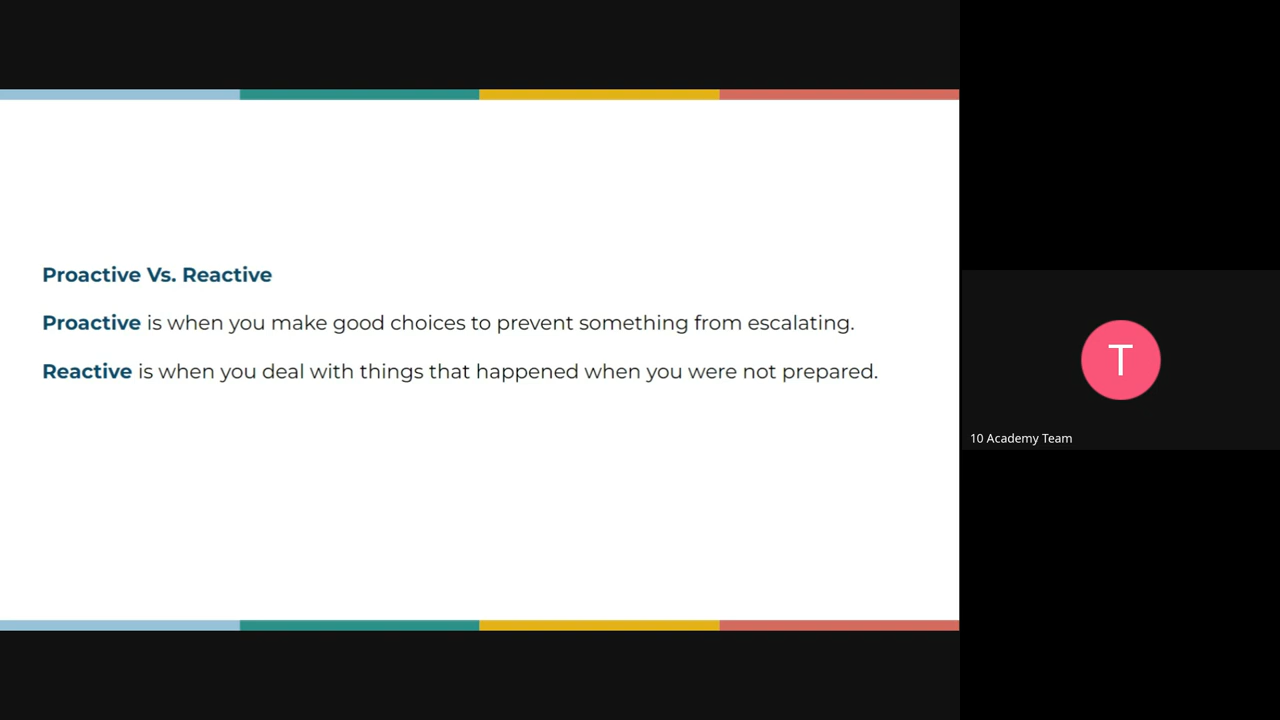 Proactive Vs. Reactive
Proactive is when you make good choices to prevent something from escalating.
Reactive is when you deal with things that happened when you were not prepared.
T
10 Academy Team